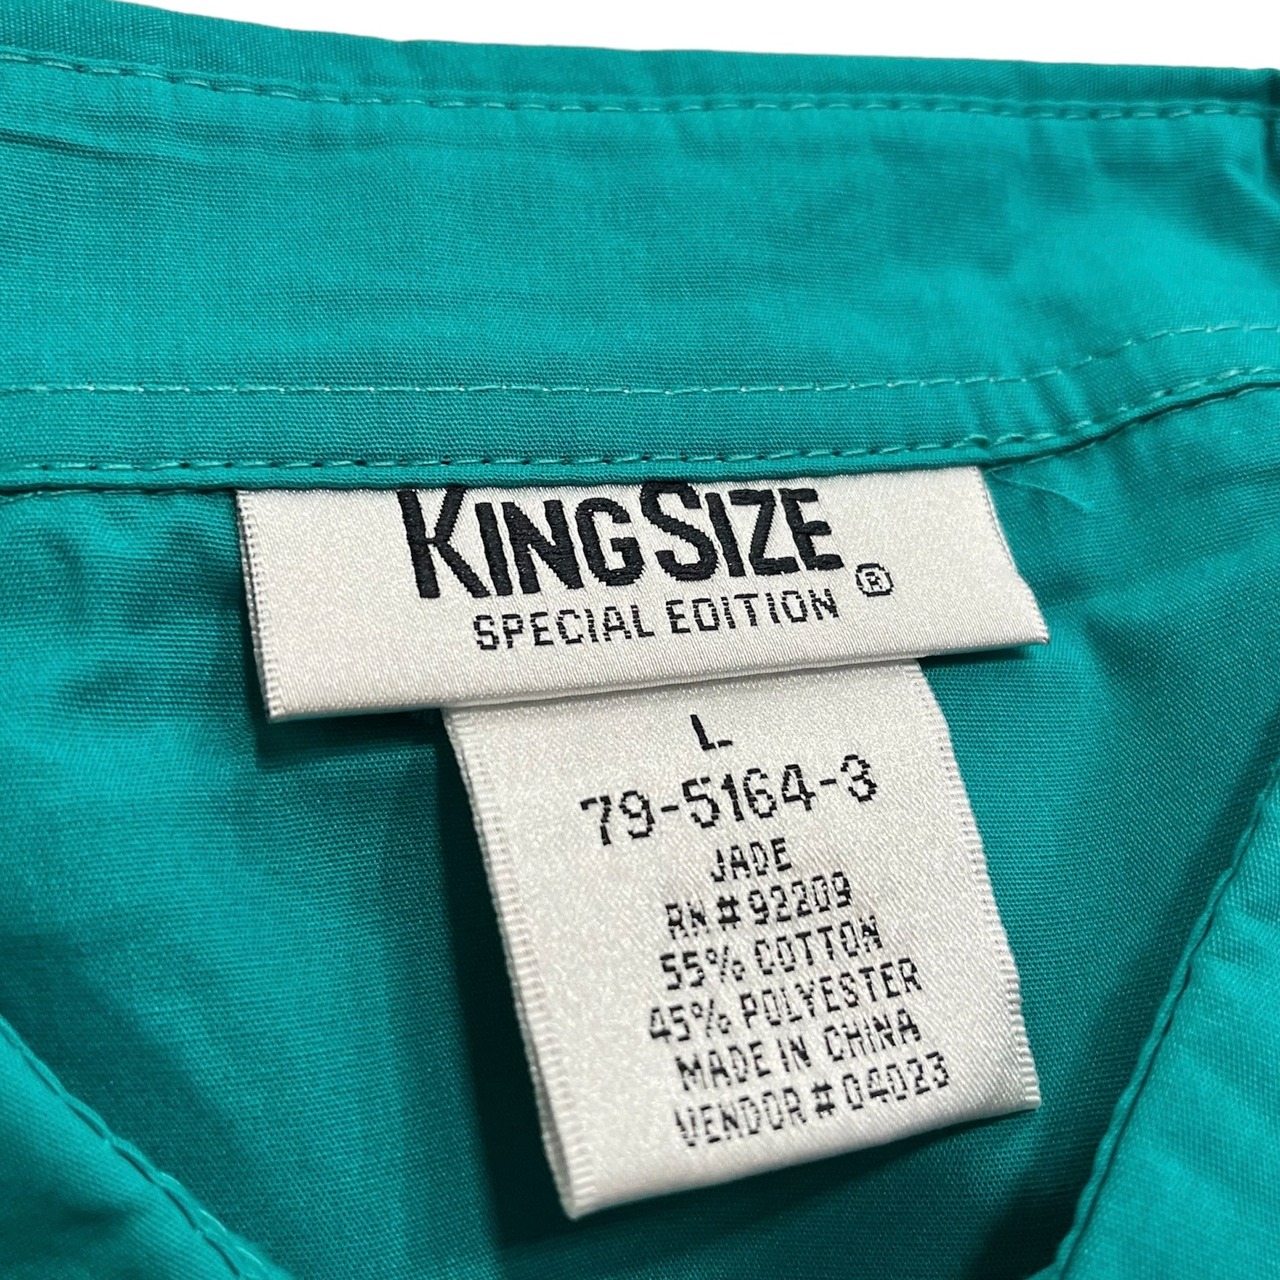 KINGSIZE
SPECIAL EDITION ®
L
79-5164-3
JADE
RN#92209
55% COTTON
45% POLYESTER
MADE IN CHINA
VENDOR#04023